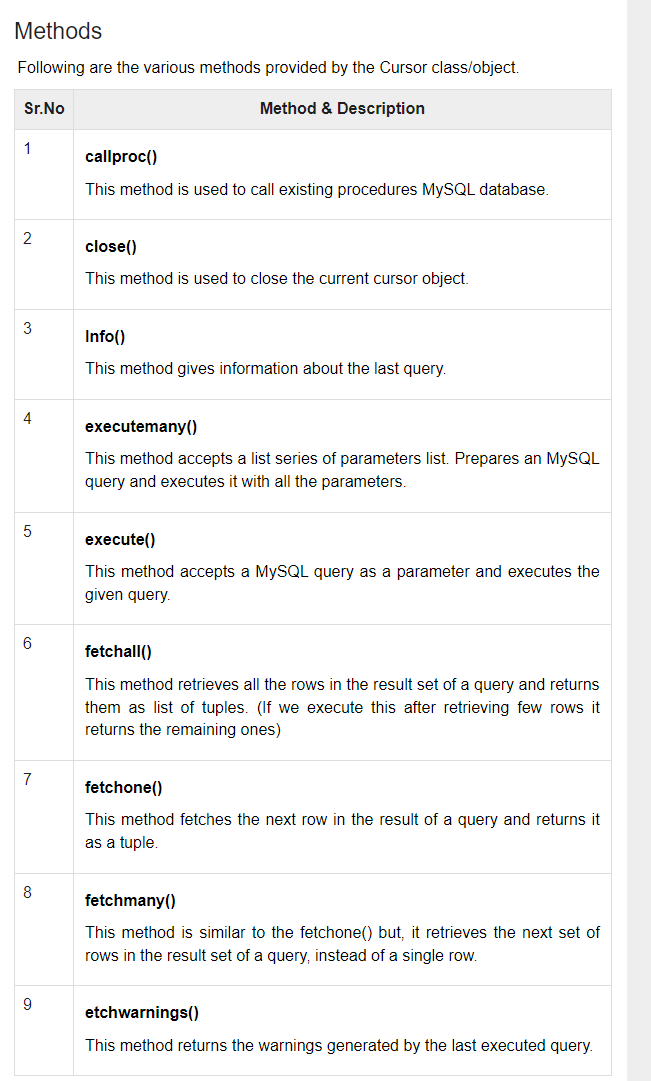 Methods
Following are the various methods provided by the Cursor class/object.
Sr.No Method & Description
1
callproc()
This method is used to call existing procedures MySQL database.
2
close()
This method is used to close the current cursor object.
3
Info()
This method gives information about the last query.
4
executemany()
This method accepts a list series of parameters list. Prepares an MySQL
query and executes it with all the parameters.
5
execute()
This method accepts a MySQL query as a parameter and executes the
given query.
6
fetchall()
This method retrieves all the rows in the result set of a query and returns
them as list of tuples. (If we execute this after retrieving few rows it
returns the remaining ones)
7
fetchone()
This method fetches the next row in the result of a query and returns it
as a tuple.
8
fetchmany()
This method is similar to the fetchone() but, it retrieves the next set of
rows in the result set of a query, instead of a single row.
9
etchwarnings()
This method returns the warnings generated by the last executed query.